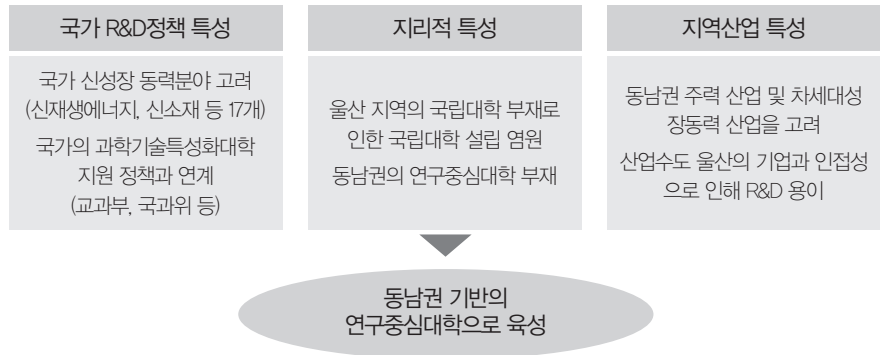 국가 R&D정책 특성
국가 신성장 동력분야 고려
(신재생에너지, 신소재 등 17개)
국가의 과학기술특성화대학
지원 정책과 연계
(교과부, 국과위 등)
지리적 특성
울산 지역의 국립대학 부재로
인한 국립대학 설립 염원
동남권의 연구중심대학 부재
지역산업 특성
동남권 주력 산업 및 차세대성
장동력 산업을 고려
산업수도 울산의 기업과 인접성
으로 인해 R&D 용이
동남권 기반의
연구중심대학으로 육성